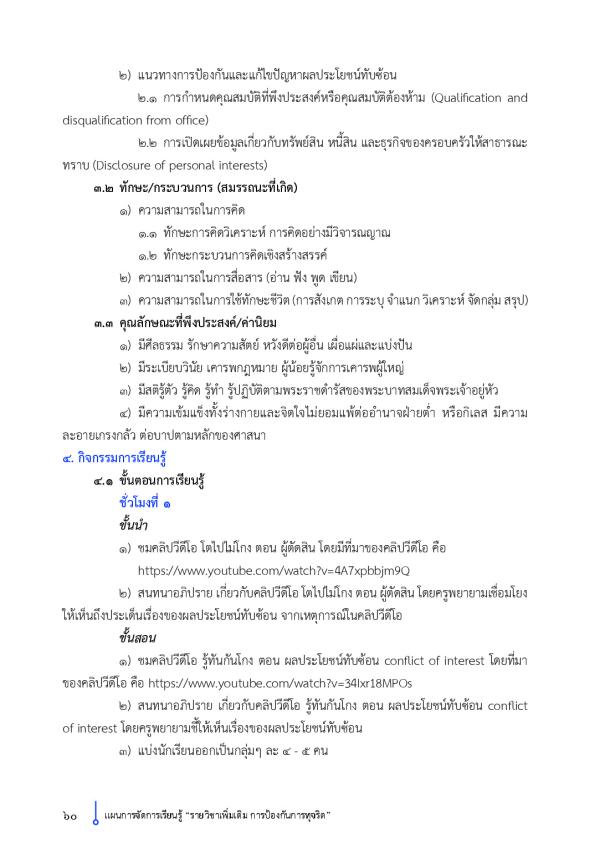 ๒) แนวทางการป้องกันและแก้ไขปัญหาผลประโยชน์ทับซ้อน
๒.๑ การกำหนดคุณสมบัติที่พึงประสงค์หรือคุณสมบัติต้องห้าม (Qualification and
disqualification from office)
๒.๒ การเปิดเผยข้อมูลเกี่ยวกับทรัพย์สิน หนี้สิน และธุรกิจของครอบครัวให้สาธารณะ
ทราบ (Disclosure of personal interests)
๓.๒ ทักษะ/กระบวนการ (สมรรถนะที่เกิด)
๑) ความสามารถในการคิด
๑.๑ ทักษะการคิดวิเคราะห์ การคิดอย่างมีวิจารณญาณ
๑.๒ ทักษะกระบวนการคิดเชิงสร้างสรรค์
๒) ความสามารถในการสื่อสาร (อ่าน ฟัง พูด เขียน)
๓) ความสามารถในการใช้ทักษะชีวิต (การสังเกต การระบุ จำแนก วิเคราะห์ จัดกลุ่ม สรุป)
๓.๓ คุณลักษณะที่พึงประสงค์/ค่านิยม
๑) มีศีลธรรม รักษาความสัตย์ หวังดีต่อผู้อื่น เผื่อแผ่และแบ่งปัน
๒) มีระเบียบวินัย เคารพกฎหมาย ผู้น้อยรู้จักการเคารพผู้ใหญ่
๓) มีสติรู้ตัว รู้คิด รู้ทำ รู้ปฏิบัติตามพระราชดำรัสของพระบาทสมเด็จพระเจ้าอยู่หัว
๔) มีความเข้มแข็งทั้งร่างกายและจิตใจไม่ยอมแพ้ต่ออำนาจฝ่ายต่ำ หรือกิเลส มีความ
ละอายเกรงกลัว ต่อบาปตามหลักของศาสนา
๔. กิจกรรมการเรียนรู้
๔.๑ ขั้นตอนการเรียนรู้
ชั่วโมงที่ ๑
ขั้นนำ
๑) ชมคลิปวีดีโอ โตไปไม่โกง ตอน ผู้ตัดสิน โดยมีที่มาของคลิปวีดีโอ คือ
https://www.youtube.com/watch?v=4A7xpbbjm9Q
๒) สนทนาอภิปราย เกี่ยวกับคลิปวีดีโอ โตไปไม่โกง ตอน ผู้ตัดสิน โดยครูพยายามเชื่อมโยง
ให้เห็นถึงประเด็นเรื่องของผลประโยชน์ทับซ้อน จากเหตุการณ์ในคลิปวีดีโอ
ขั้นสอน
๑) ชมคลิปวีดีโอ รู้ทันกันโกง ตอน ผลประโยชน์ทับซ้อน conflict of interest โดยที่มา
ของคลิปวีดีโอ คือ https://www.youtube.com/watch?v=34Ixr18MPOs
๒) สนทนาอภิปราย เกี่ยวกับคลิปวีดีโอ รู้ทันกันโกง ตอน ผลประโยชน์ทับซ้อน conflict
of interest โดยครูพยายามชี้ให้เห็นเรื่องของผลประโยชน์ทับซ้อน
๓) แบ่งนักเรียนออกเป็นกลุ่มๆ ละ ๔ - ๕ คน
๖๐ แผนการจัดการเรียนรู้ “รายวิชาเพิ่มเติม การป้องกันการทุจริต”